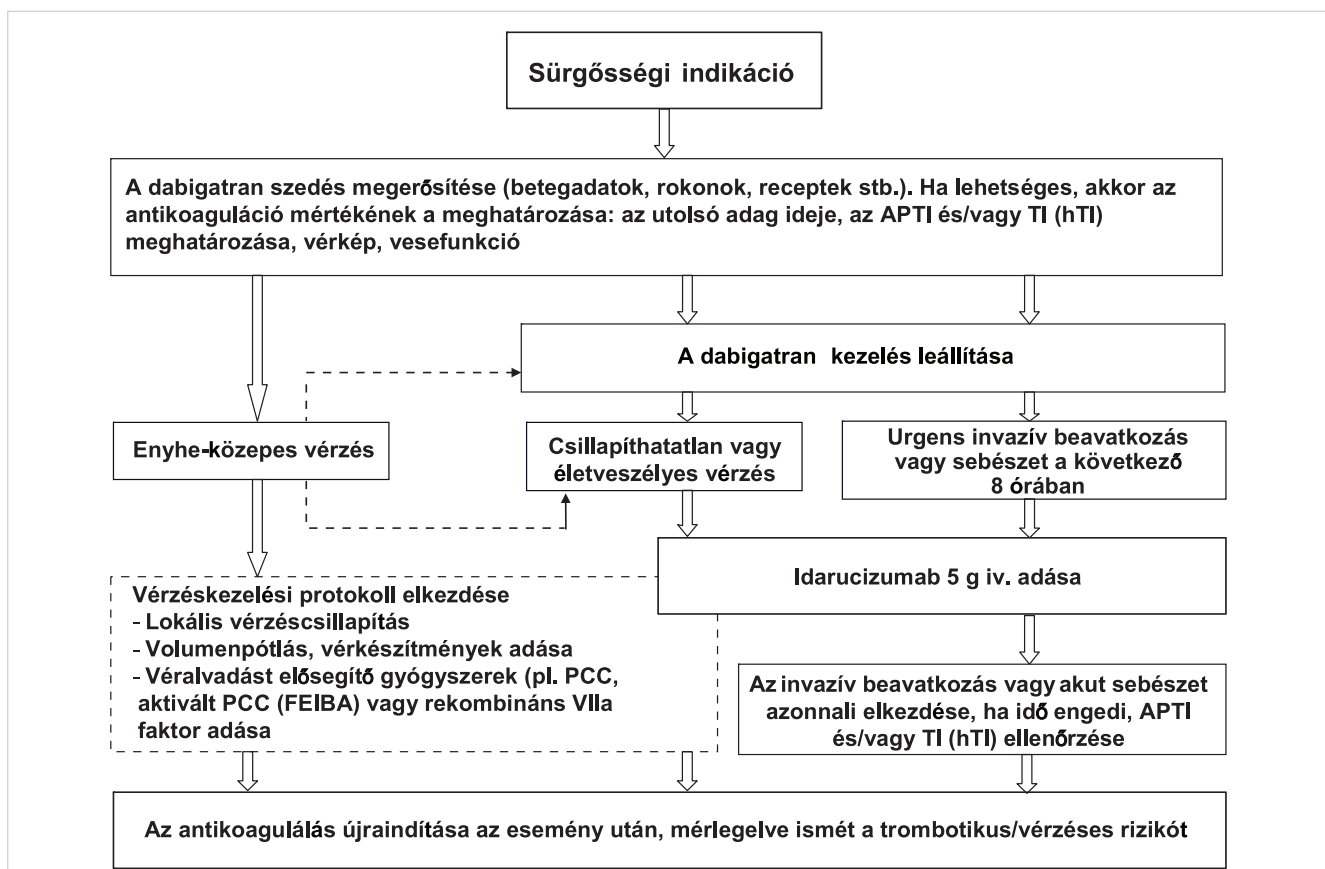 Sürgősségi indikáció
A dabigatran szedés megerősítése (betegadatok, rokonok, receptek stb.). Ha lehetséges, akkor az
antikoaguláció mértékének a meghatározása: az utolsó adag ideje, az APTI és/vagy TI (hTI)
meghatározása, vérkép, vesefunkció
A dabigatran kezelés leállítása
Enyhe-közepes vérzés
Csillapíthatatlan vagy
életveszélyes vérzés
Urgens invazív beavatkozás
vagy sebészet a következő
8 órában
Idarucizumab 5 g iv. adása
Vérzéskezelési protokoll elkezdése
- Lokális vérzéscsillapítás
- Volumenpótlás, vérkészítmények adása
- Véralvadást elősegítő gyógyszerek (pl. PCC,
aktivált PCC (FEIBA) vagy rekombináns VIIa
faktor adása
Az invazív beavatkozás vagy akut sebészet
azonnali elkezdése, ha idő engedi, APTI
és/vagy TI (hTI) ellenőrzése
Az antikoagulálás újraindítása az esemény után, mérlegelve ismét a trombotikus/vérzéses rizikót